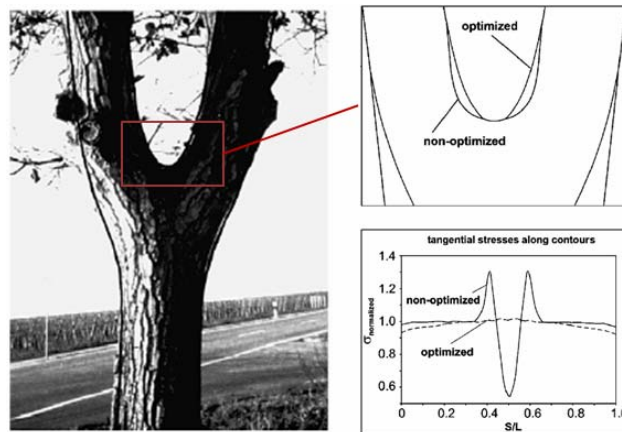 optimized
non-optimized
tangential stresses along contours
1.4
1.2
1.0
0.8
0.6
σnormalized
non-optimized
optimized
0 0.2 0.4 0.6 0.8 1.0
S/L